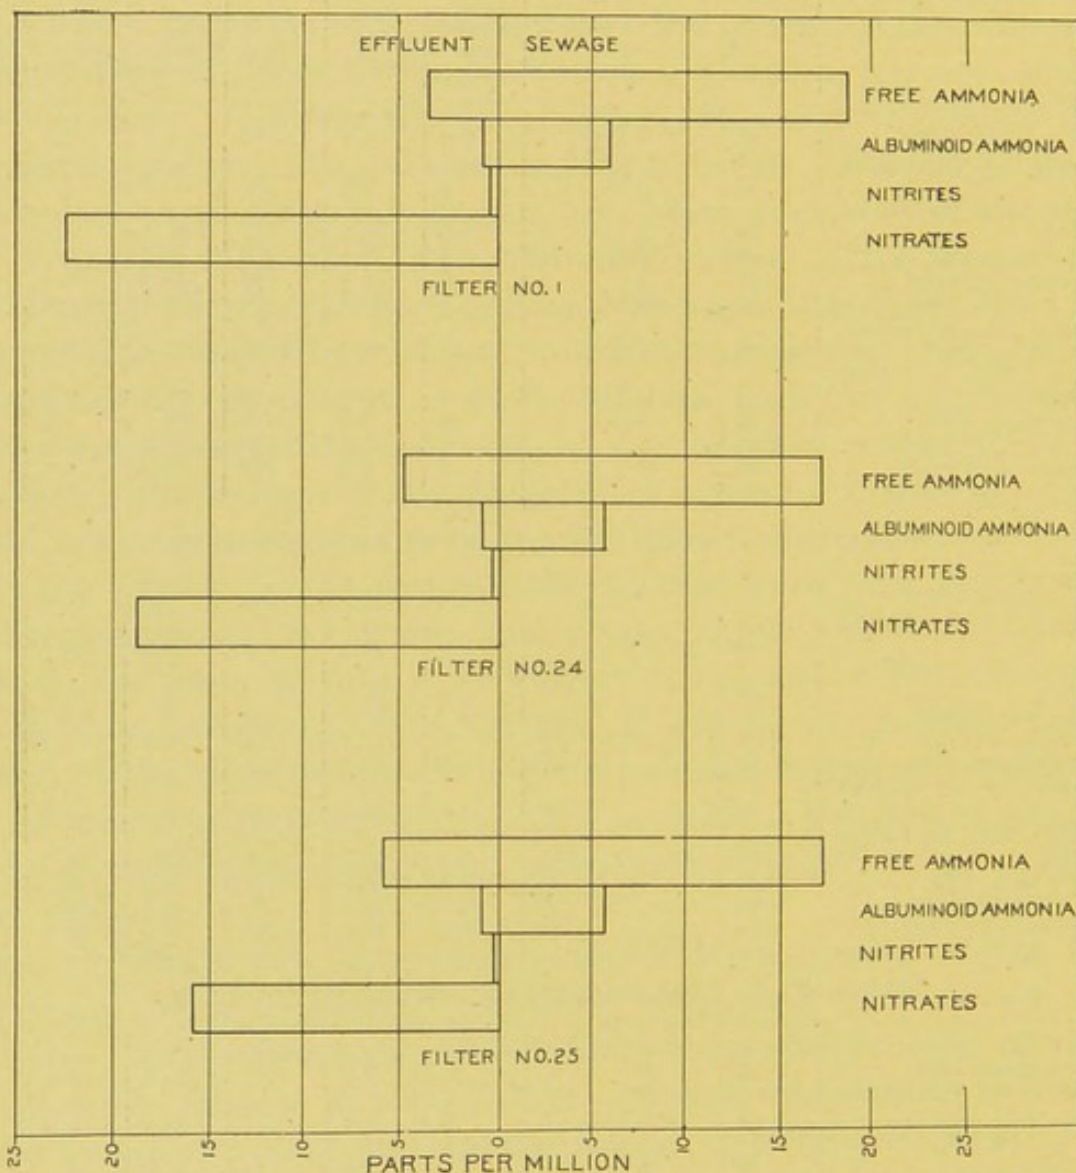 EFFLUENT SEWAGE
FREE AMMONIA
ALBUMINOID AMMONIA
NITRITES
NITRATES
FILTER NO. 1
FREE AMMONIA
ALBUMINOID AMMONIA
NITRITES
NITRATES
FILTER NO. 24
FREE AMMONIA
ALBUMINOID AMMONIA
NITRITES
NITRATES
FILTER NO. 25
25 20 15 10 5 0 5 10 15 20 25
PARTS PER MILLION